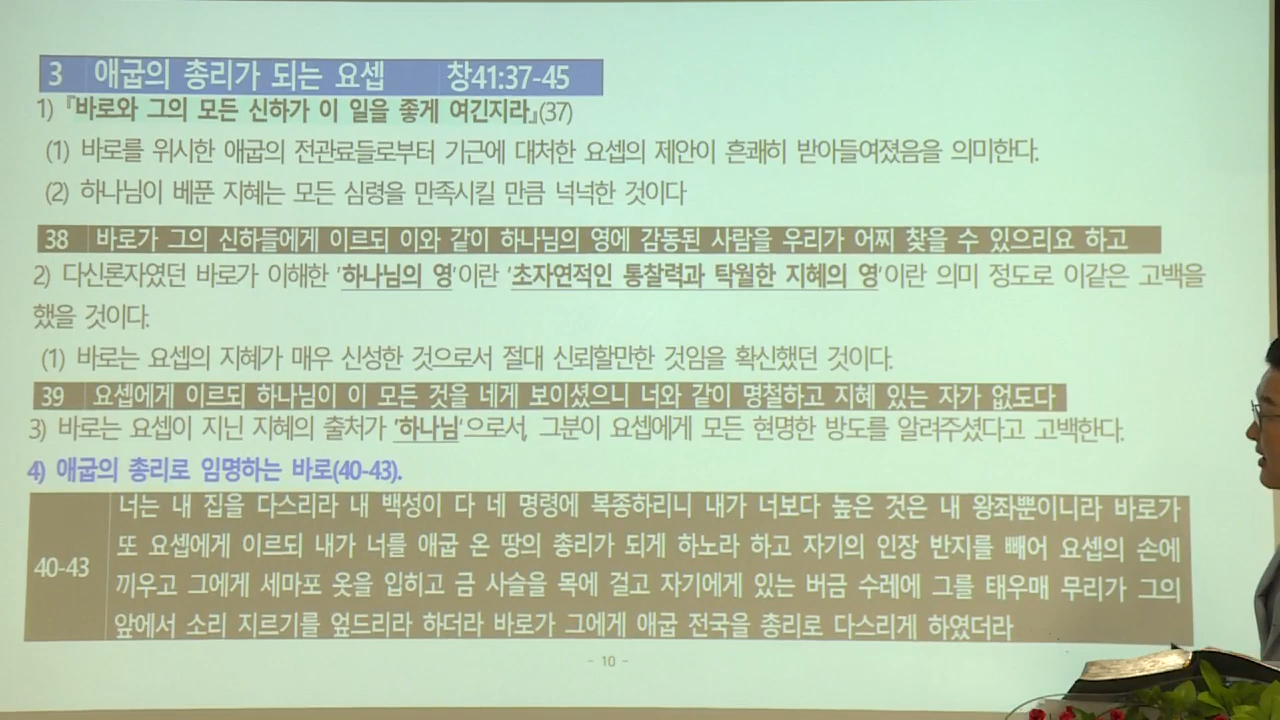 3 애굽의 총리가 되는 요셉 창41:37-45
1) 『바로와 그의 모든 신하가 이 일을 좋게 여긴지라』(37)
(1) 바로를 위시한 애굽의 전관료들로부터 기근에 대처한 요셉의 제안이 흔쾌히 받아들여졌음을 의미한다.
(2) 하나님이 베푼 지혜는 모든 심령을 만족시킬 만큼 넉넉한 것이다
38 바로가 그의 신하들에게 이르되 이와 같이 하나님의 영에 감동된 사람을 우리가 어찌 찾을 수 있으리요 하고
2) 다신론자였던 바로가 이해한 '하나님의 영'이란 '초자연적인 통찰력과 탁월한 지혜의 영'이란 의미 정도로 이같은 고백을
했을 것이다.
(1) 바로는 요셉의 지혜가 매우 신성한 것으로서 절대 신뢰할만한 것임을 확신했던 것이다.
39 요셉에게 이르되 하나님이 이 모든 것을 네게 보이셨으니 너와 같이 명철하고 지혜 있는 자가 없도다
3) 바로는 요셉이 지닌 지혜의 출처가 '하나님'으로서, 그분이 요셉에게 모든 현명한 방도를 알려주셨다고 고백한다.
4) 애굽의 총리로 임명하는 바로(40-43).
너는 내 집을 다스리라 내 백성이 다 네 명령에 복종하리니 내가 너보다 높은 것은 내 왕좌뿐이니라 바로가
또 요셉에게 이르되 내가 너를 애굽 온 땅의 총리가 되게 하노라 하고 자기의 인장 반지를 빼어 요셉의 손에
40-43
끼우고 그에게 세마포 옷을 입히고 금 사슬을 목에 걸고 자기에게 있는 버금 수레에 그를 태우매 무리가 그의
앞에서 소리 지르기를 엎드리라 하더라 바로가 그에게 애굽 전국을 총리로 다스리게 하였더라
- 10 -